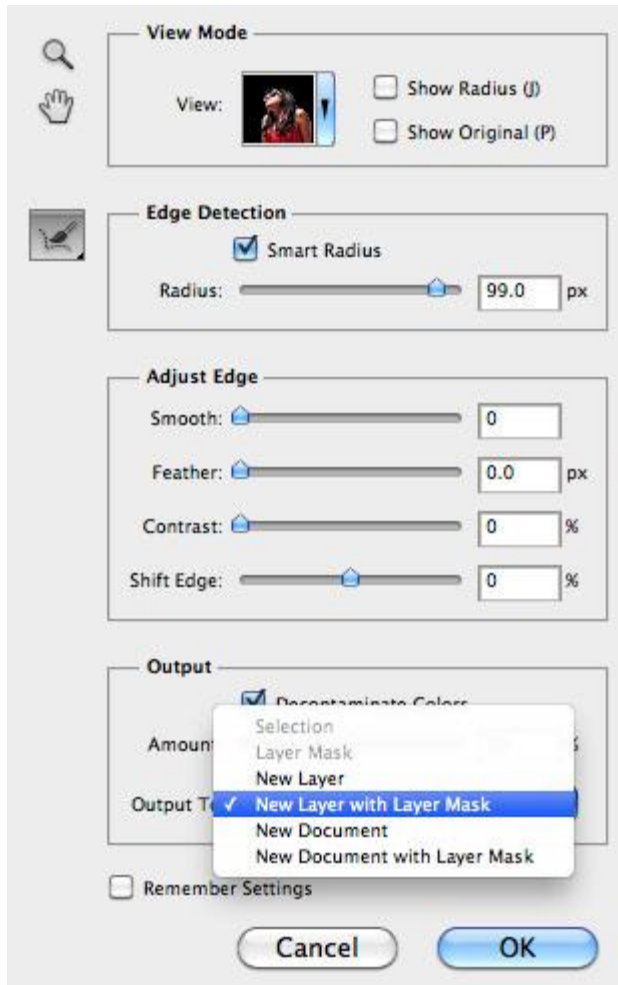 View Mode
View:
Show Radius (J)
Show Original (P)
Edge Detection
Smart Radius
Radius: 99.0 px
Adjust Edge
Smooth: 0
Feather: 0.0 px
Contrast: 0 %
Shift Edge: 0 %
Output
Decontaminate Colors
Selection
Amount
Layer Mask
New Layer
Output T ✓ New Layer with Layer Mask
New Document
New Document with Layer Mask
Remember Settings
Cancel OK